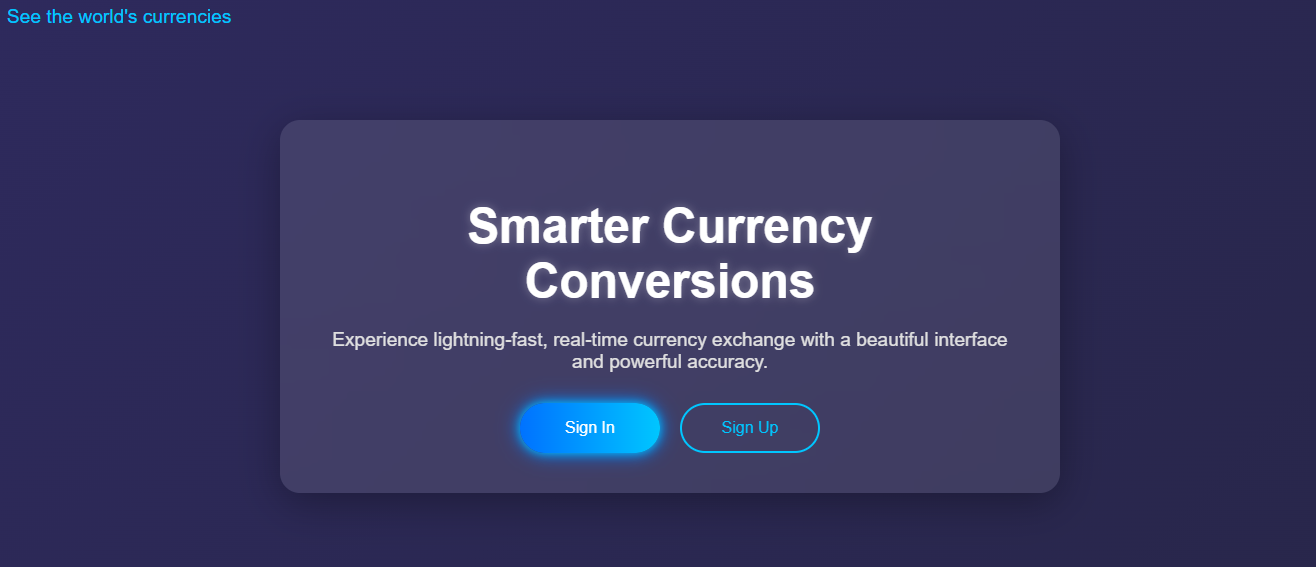 See the world's currencies
Smarter Currency
Conversions
Experience lightning-fast, real-time currency exchange with a beautiful interface
and powerful accuracy.
Sign In
Sign Up